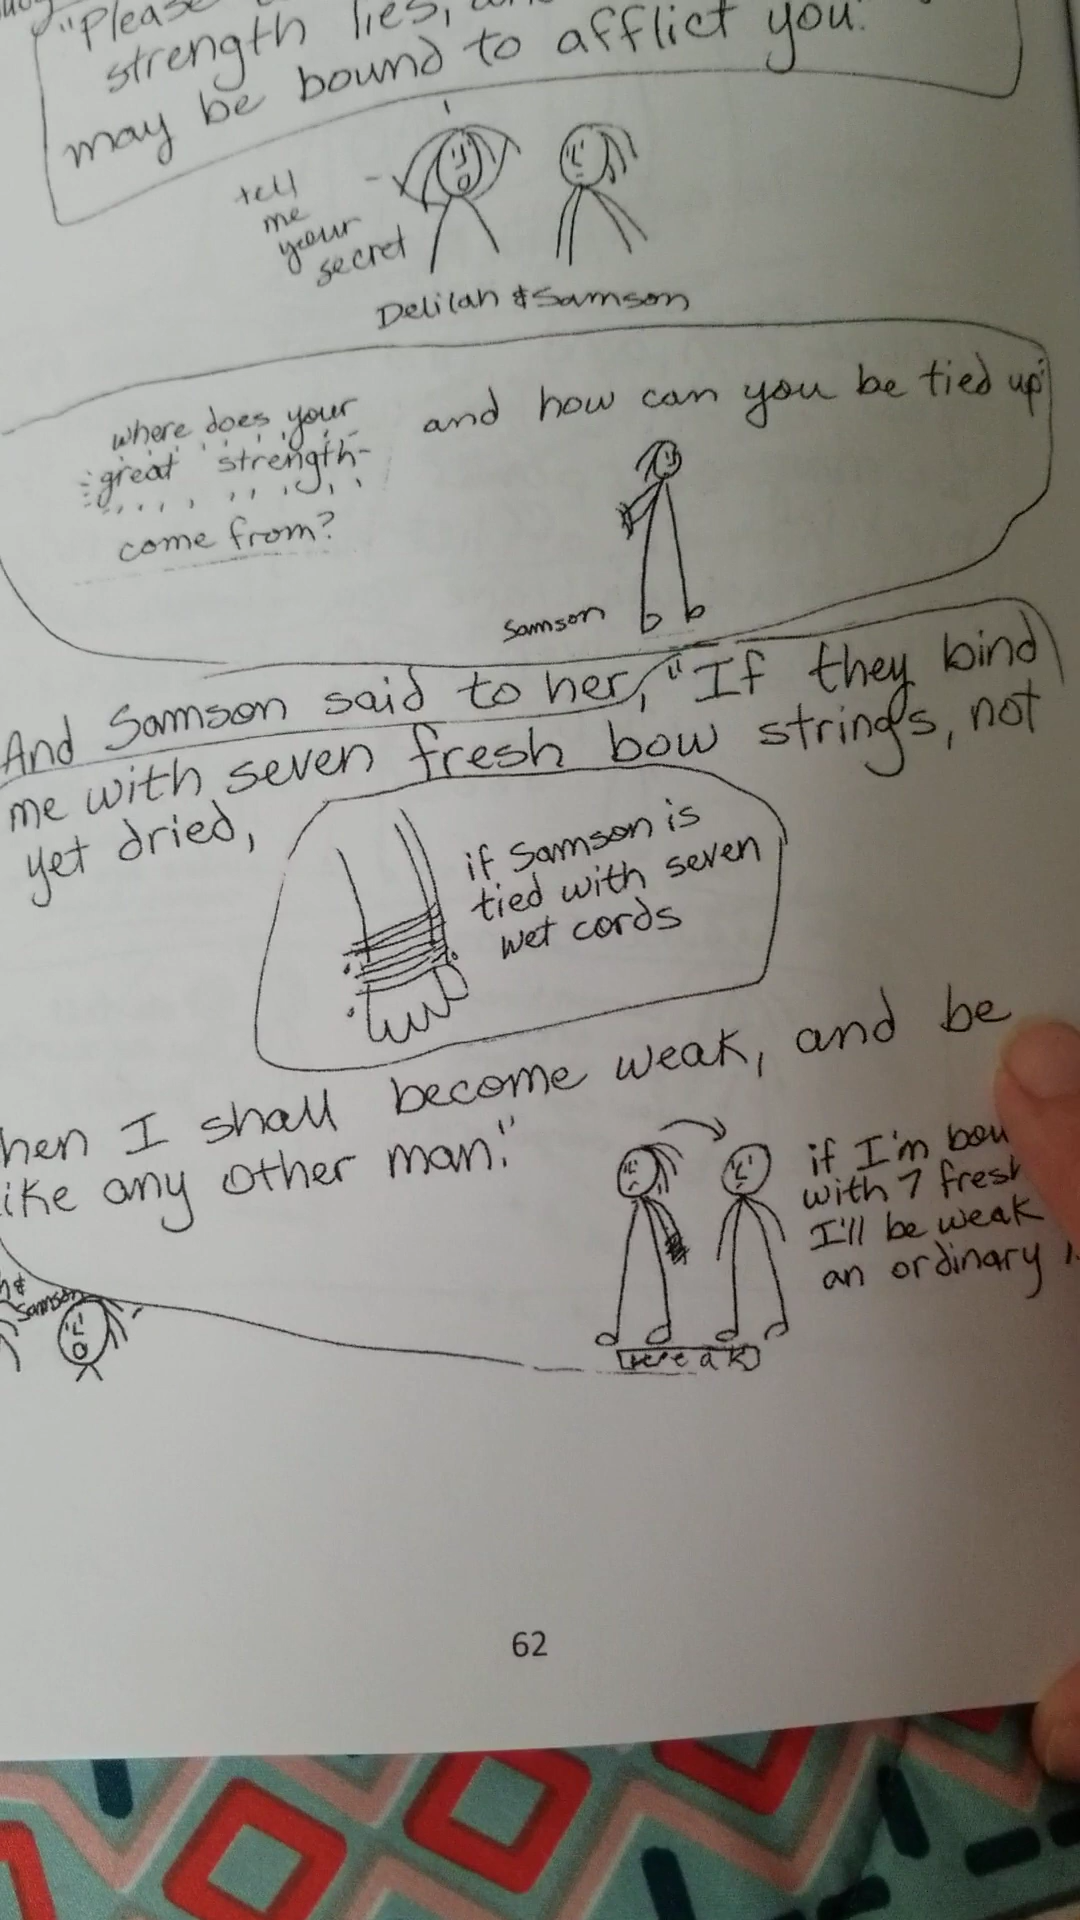 "Please
strength lies,
may be bound to afflict you."
tell
me
your
secret
Delilah & Samson
where does your
great strength
come from?
and how can you be tied up
Samson
And Samson said to her, "If they bind
me with seven fresh bow strings, not
yet dried,
if Samson is
tied with seven
wet cords
hen I shall become weak, and be
ike any other man."
if I'm bou
with 7 fresh
I'll be weak
an ordinary
Samson
weak
62